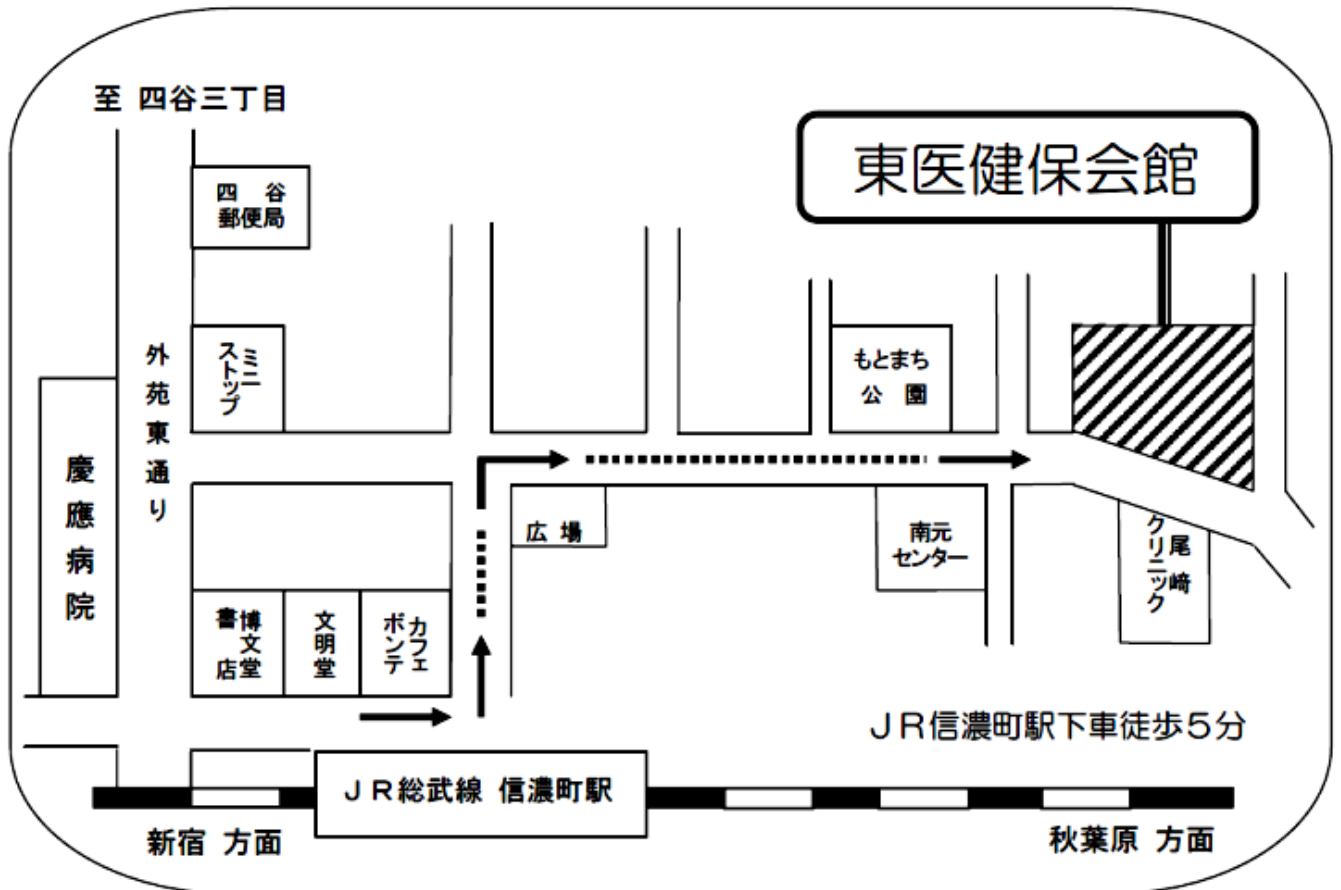 至 四谷三丁目
東医健保会館
四 谷
郵便局
外苑東通り
ミニ
ストップ
もとまち
公 園
慶應病院
広 場
南元
センター
尾崎
クリニック
博文堂
書店
文明堂
カフェ
ボンテ
JR信濃町駅下車徒歩5分
JR総武線 信濃町駅
新宿 方面
秋葉原 方面